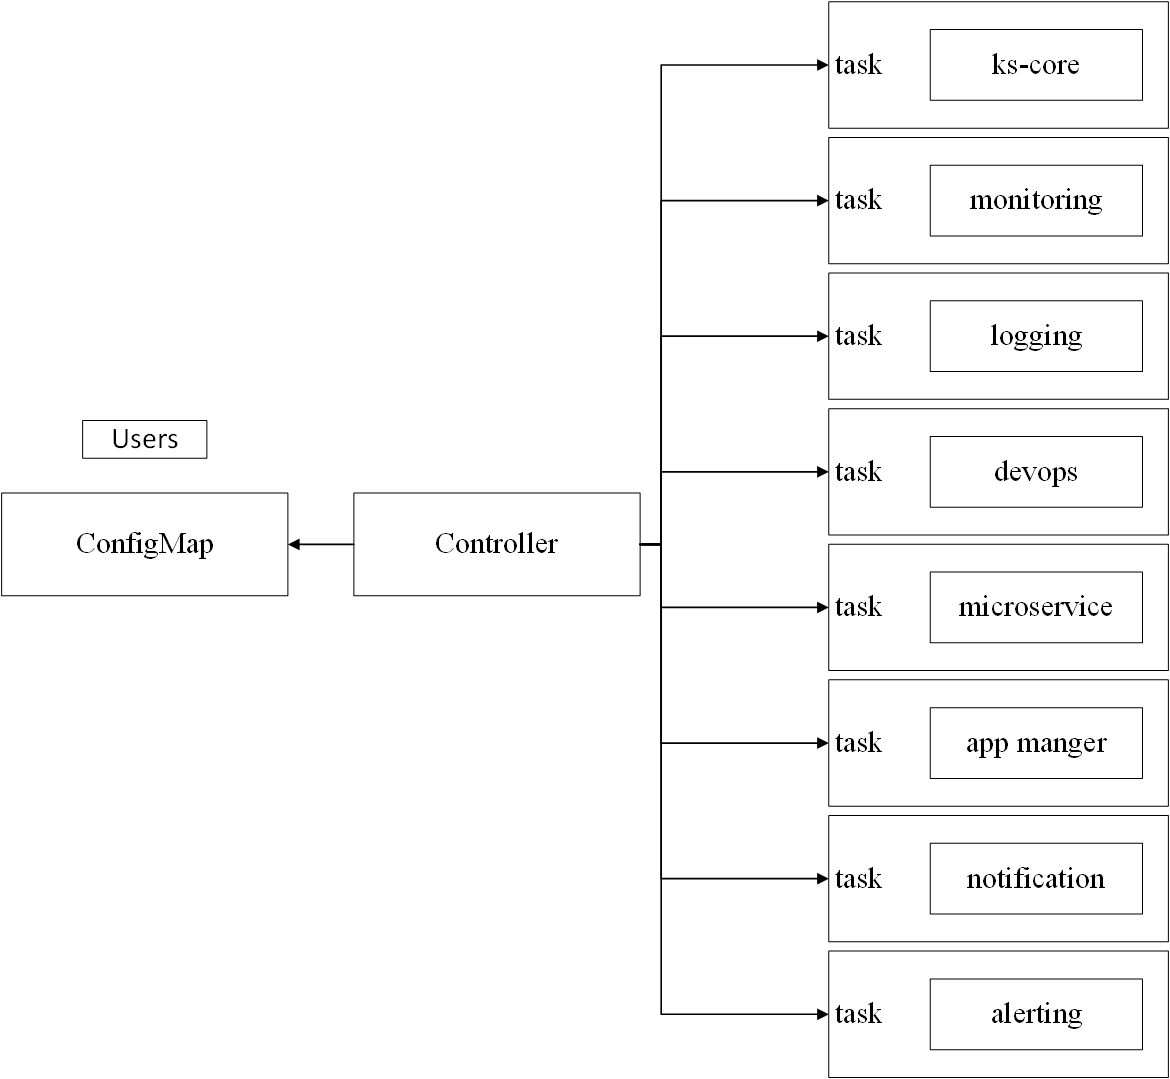 Users
ConfigMap
Controller
task
ks-core
task
monitoring
task
logging
task
devops
task
microservice
task
app manger
task
notification
task
alerting